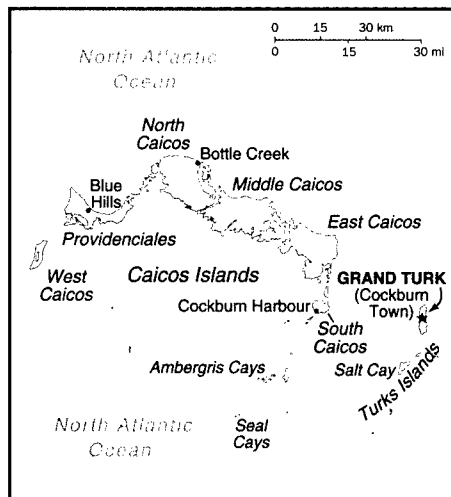 0 15 30 km
0 15 30 mi
North Atlantic
Ocean
North
Caicos
Bottle Creek
Middle Caicos
Blue
Hills
East Caicos
Providenciales
West
Caicos
Caicos Islands
GRAND TURK
(Cockburn
Town)
Cockburn Harbour
South
Caicos
Ambergris Cays
Salt Cay
Turks Islands
North Atlantic
Ocean
Seal
Cays